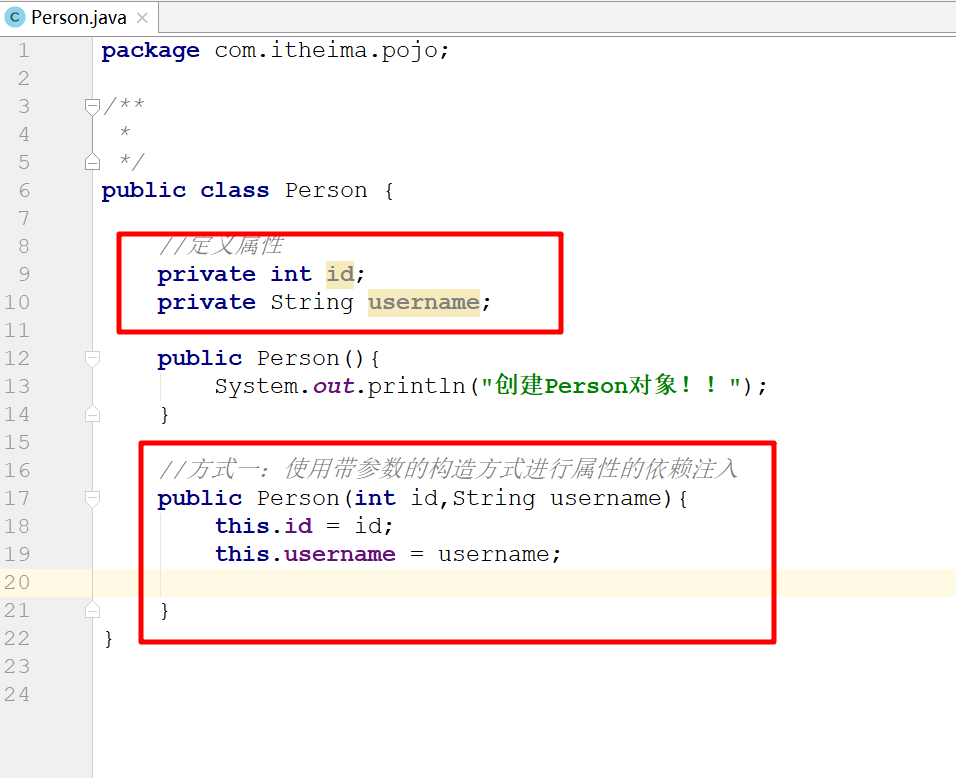 C Person.java ×
1 package com.itheima.pojo;
2
3 /**
4 *
5 */
6 public class Person {
7
8 //定义属性
9 private int id;
10 private String username;
11
12 public Person(){
13 System.out.println("创建Person对象！！");
14 }
15
16 //方式一：使用带参数的构造方式进行属性的依赖注入
17 public Person(int id,String username){
18 this.id = id;
19 this.username = username;
20
21 }
22 }
23
24